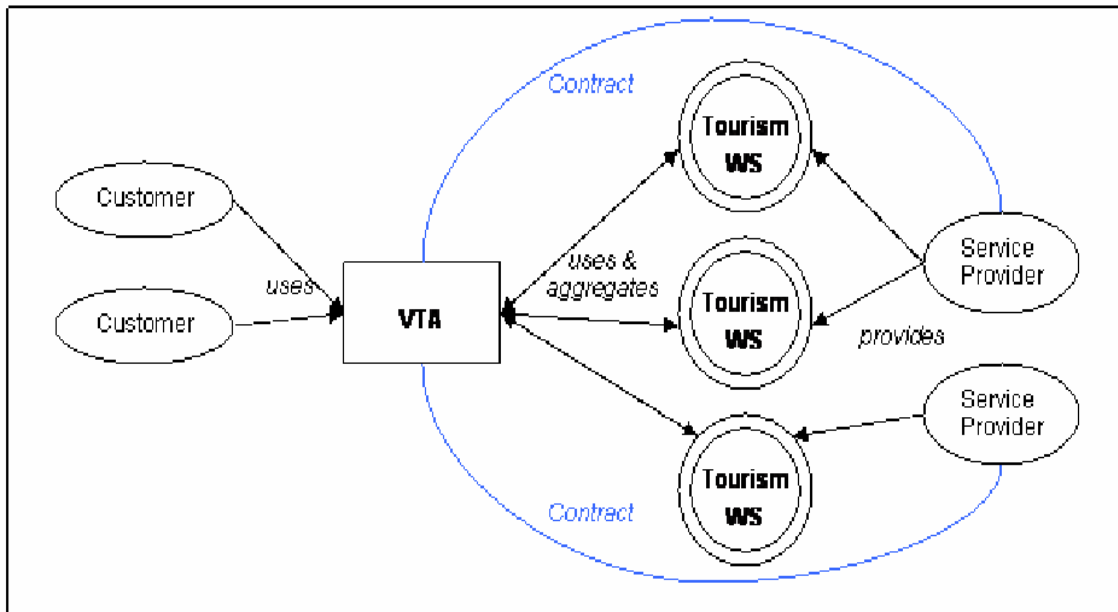 Contract
Tourism
WS
Customer
Service
Provider
uses &
aggregates
uses
Tourism
WS
Customer
VTA
provides
Service
Provider
Tourism
WS
Contract